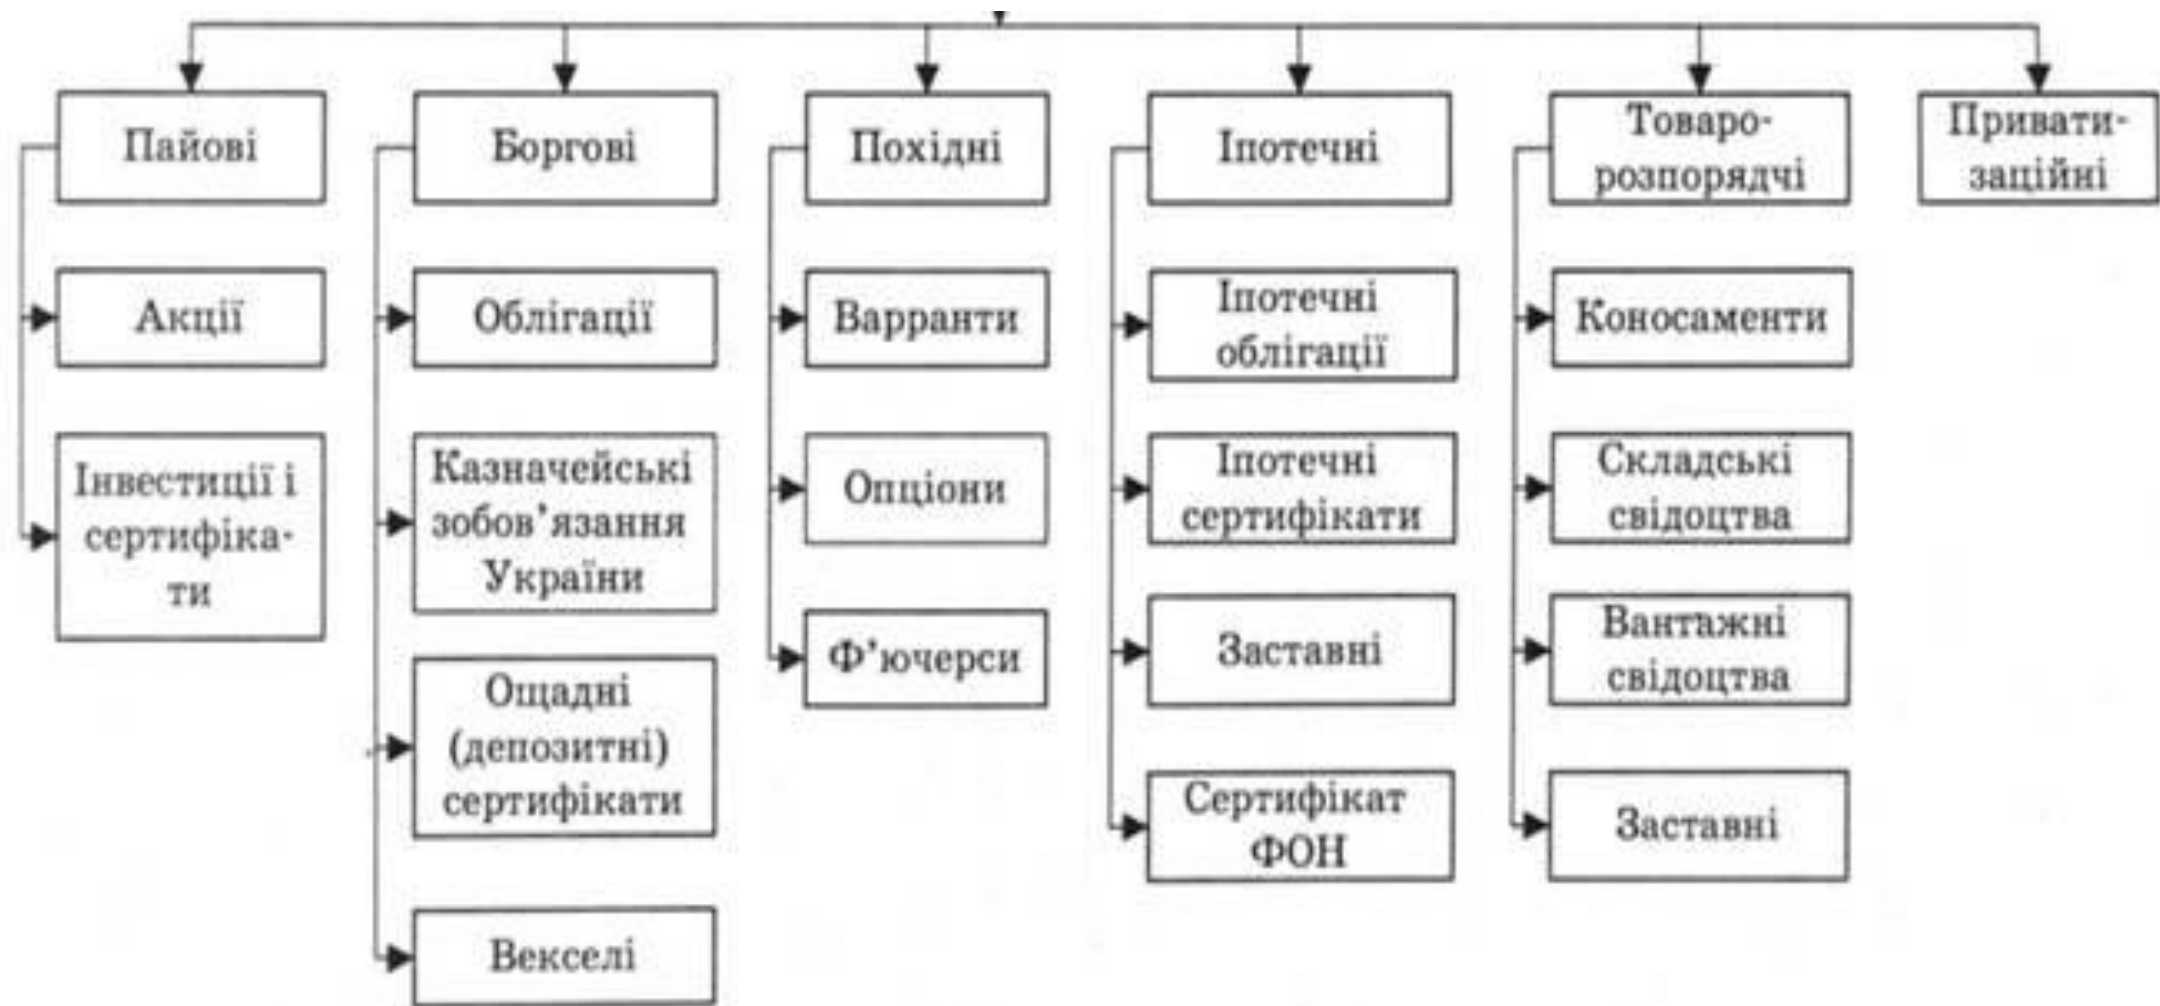 Пайові
Боргові
Похідні
Іпотечні
Товаро-
розпорядчі
Привати-
заційні
Акції
Інвестиції і
сертифіка-
ти
Облігації
Казначейські
зобов’язання
України
Ощадні
(депозитні)
сертифікати
Векселі
Варранти
Опціони
Ф’ючерси
Іпотечні
облігації
Іпотечні
сертифікати
Заставні
Сертифікат
ФОН
Коносаменти
Складські
свідоцтва
Вантажні
свідоцтва
Заставні